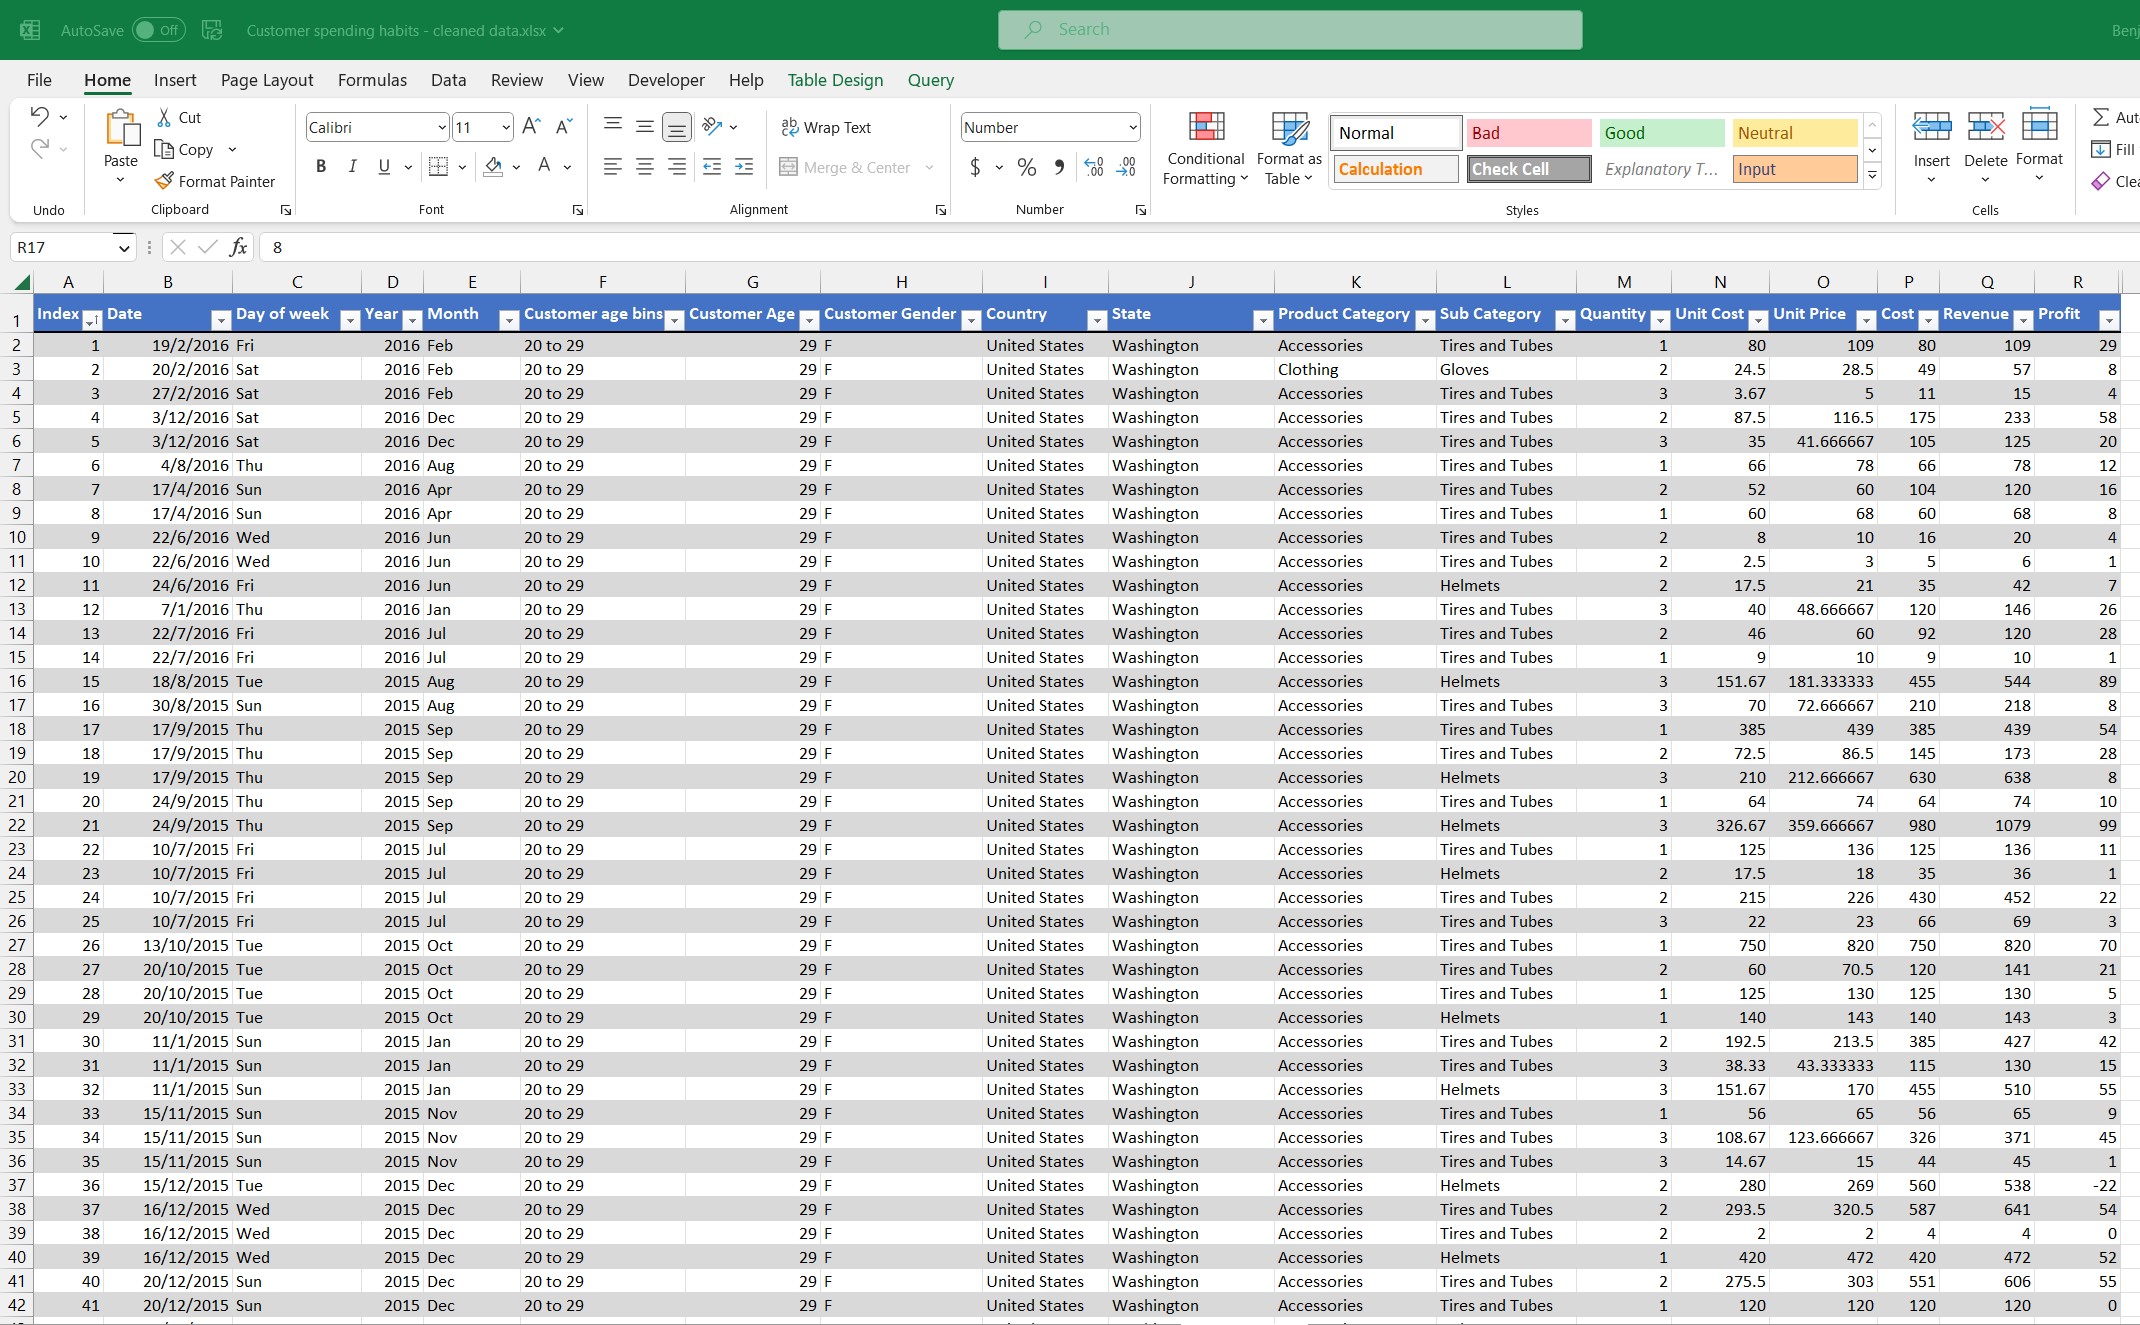 AutoSave Off Customer spending habits - cleaned data.xlsx Search Benj
File Home Insert Page Layout Formulas Data Review View Developer Help Table Design Query
Paste Cut Copy Format Painter
Calibri 11 B I U A
ab Wrap Text Merge & Center
Number $ % 9 .00 .00
Conditional Formatting Format as Table
Normal Bad Good Neutral
Calculation Check Cell Explanatory T... Input
Insert Delete Format
Aut
Fill
Clea
Undo Clipboard Font Alignment Number Styles Cells
R17 fx 8
A B C D E F G H I J K L M N O P Q R
1 Index Date Day of week Year Month Customer age bins Customer Age Customer Gender Country State Product Category Sub Category Quantity Unit Cost Unit Price Cost Revenue Profit
2 1 19/2/2016 Fri 2016 Feb 20 to 29 29 F United States Washington Accessories Tires and Tubes 1 80 109 80 109 29
3 2 20/2/2016 Sat 2016 Feb 20 to 29 29 F United States Washington Clothing Gloves 2 24.5 28.5 49 57 8
4 3 27/2/2016 Sat 2016 Feb 20 to 29 29 F United States Washington Accessories Tires and Tubes 3 3.67 5 11 15 4
5 4 3/12/2016 Sat 2016 Dec 20 to 29 29 F United States Washington Accessories Tires and Tubes 2 87.5 116.5 175 233 58
6 5 3/12/2016 Sat 2016 Dec 20 to 29 29 F United States Washington Accessories Tires and Tubes 3 35 41.666667 105 125 20
7 6 4/8/2016 Thu 2016 Aug 20 to 29 29 F United States Washington Accessories Tires and Tubes 1 66 78 66 78 12
8 7 17/4/2016 Sun 2016 Apr 20 to 29 29 F United States Washington Accessories Tires and Tubes 2 52 60 104 120 16
9 8 17/4/2016 Sun 2016 Apr 20 to 29 29 F United States Washington Accessories Tires and Tubes 1 60 68 60 68 8
10 9 22/6/2016 Wed 2016 Jun 20 to 29 29 F United States Washington Accessories Tires and Tubes 2 8 10 16 20 4
11 10 22/6/2016 Wed 2016 Jun 20 to 29 29 F United States Washington Accessories Tires and Tubes 2 2.5 3 5 6 1
12 11 24/6/2016 Fri 2016 Jun 20 to 29 29 F United States Washington Accessories Helmets 2 17.5 21 35 42 7
13 12 7/1/2016 Thu 2016 Jan 20 to 29 29 F United States Washington Accessories Tires and Tubes 3 40 48.666667 120 146 26
14 13 22/7/2016 Fri 2016 Jul 20 to 29 29 F United States Washington Accessories Tires and Tubes 2 46 60 92 120 28
15 14 22/7/2016 Fri 2016 Jul 20 to 29 29 F United States Washington Accessories Tires and Tubes 1 9 10 9 10 1
16 15 18/8/2015 Tue 2015 Aug 20 to 29 29 F United States Washington Accessories Helmets 3 151.67 181.333333 455 544 89
17 16 30/8/2015 Sun 2015 Aug 20 to 29 29 F United States Washington Accessories Tires and Tubes 3 70 72.666667 210 218 8
18 17 17/9/2015 Thu 2015 Sep 20 to 29 29 F United States Washington Accessories Tires and Tubes 1 385 439 385 439 54
19 18 17/9/2015 Thu 2015 Sep 20 to 29 29 F United States Washington Accessories Tires and Tubes 2 72.5 86.5 145 173 28
20 19 17/9/2015 Thu 2015 Sep 20 to 29 29 F United States Washington Accessories Helmets 3 210 212.666667 630 638 8
21 20 24/9/2015 Thu 2015 Sep 20 to 29 29 F United States Washington Accessories Tires and Tubes 1 64 74 64 74 10
22 21 24/9/2015 Thu 2015 Sep 20 to 29 29 F United States Washington Accessories Helmets 3 326.67 359.666667 980 1079 99
23 22 10/7/2015 Fri 2015 Jul 20 to 29 29 F United States Washington Accessories Tires and Tubes 1 125 136 125 136 11
24 23 10/7/2015 Fri 2015 Jul 20 to 29 29 F United States Washington Accessories Helmets 2 17.5 18 35 36 1
25 24 10/7/2015 Fri 2015 Jul 20 to 29 29 F United States Washington Accessories Tires and Tubes 2 215 226 430 452 22
26 25 10/7/2015 Fri 2015 Jul 20 to 29 29 F United States Washington Accessories Tires and Tubes 3 22 23 66 69 3
27 26 13/10/2015 Tue 2015 Oct 20 to 29 29 F United States Washington Accessories Tires and Tubes 1 750 820 750 820 70
28 27 20/10/2015 Tue 2015 Oct 20 to 29 29 F United States Washington Accessories Tires and Tubes 2 60 70.5 120 141 21
29 28 20/10/2015 Tue 2015 Oct 20 to 29 29 F United States Washington Accessories Tires and Tubes 1 125 130 125 130 5
30 29 20/10/2015 Tue 2015 Oct 20 to 29 29 F United States Washington Accessories Helmets 1 140 143 140 143 3
31 30 11/1/2015 Sun 2015 Jan 20 to 29 29 F United States Washington Accessories Tires and Tubes 2 192.5 213.5 385 427 42
32 31 11/1/2015 Sun 2015 Jan 20 to 29 29 F United States Washington Accessories Tires and Tubes 3 38.33 43.333333 115 130 15
33 32 11/1/2015 Sun 2015 Jan 20 to 29 29 F United States Washington Accessories Helmets 3 151.67 170 455 510 55
34 33 15/11/2015 Sun 2015 Nov 20 to 29 29 F United States Washington Accessories Tires and Tubes 1 56 65 56 65 9
35 34 15/11/2015 Sun 2015 Nov 20 to 29 29 F United States Washington Accessories Tires and Tubes 3 108.67 123.666667 326 371 45
36 35 15/11/2015 Sun 2015 Nov 20 to 29 29 F United States Washington Accessories Tires and Tubes 3 14.67 15 44 45 1
37 36 15/12/2015 Tue 2015 Dec 20 to 29 29 F United States Washington Accessories Helmets 2 280 269 560 538 -22
38 37 16/12/2015 Wed 2015 Dec 20 to 29 29 F United States Washington Accessories Tires and Tubes 2 293.5 320.5 587 641 54
39 38 16/12/2015 Wed 2015 Dec 20 to 29 29 F United States Washington Accessories Tires and Tubes 2 2 2 4 4 0
40 39 16/12/2015 Wed 2015 Dec 20 to 29 29 F United States Washington Accessories Helmets 1 420 472 420 472 52
41 40 20/12/2015 Sun 2015 Dec 20 to 29 29 F United States Washington Accessories Tires and Tubes 2 275.5 303 551 606 55
42 41 20/12/2015 Sun 2015 Dec 20 to 29 29 F United States Washington Accessories Tires and Tubes 1 120 120 120 120 0